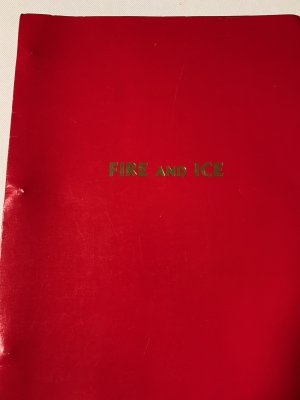 FIRE AND ICE